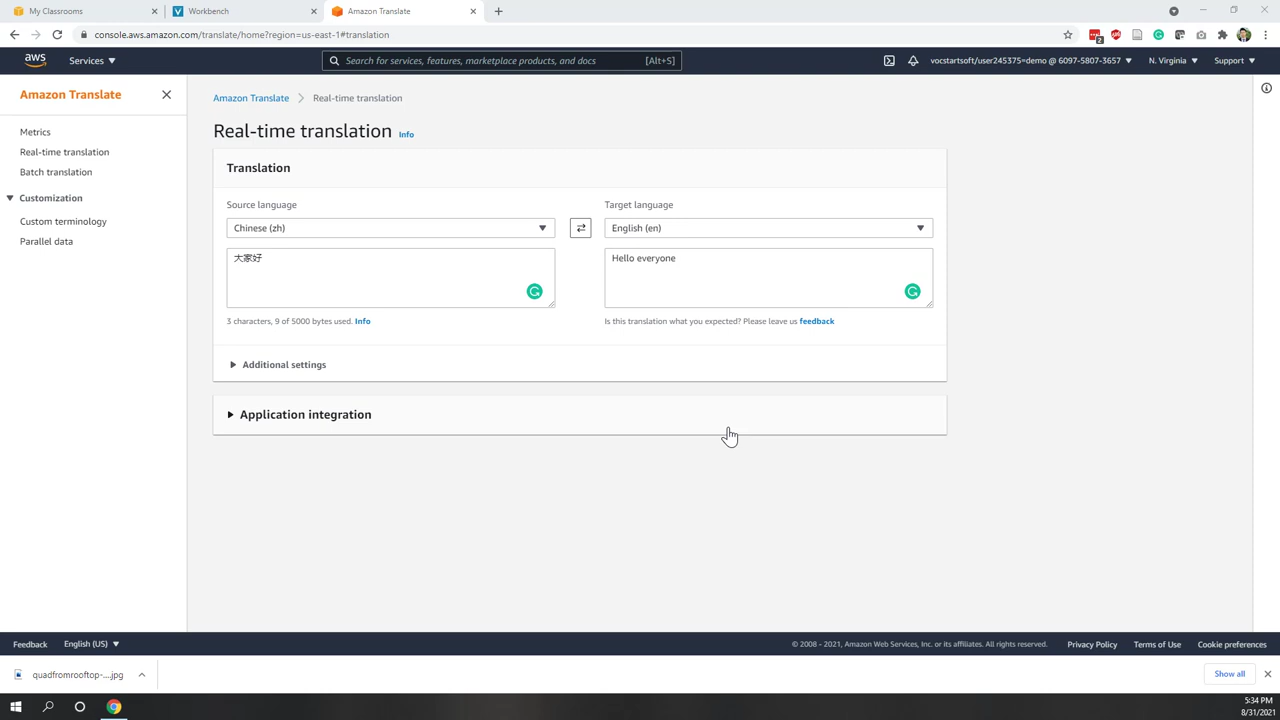 My Classrooms
Workbench
Amazon Translate
console.aws.amazon.com/translate/home?region=us-east-1#translation
2
aws
Services
Search for services, features, marketplace products, and docs
[Alt+S]
vocstartsoft/user245375=demo @ 6097-5807-3657
N. Virginia
Support
Amazon Translate
Metrics
Real-time translation
Batch translation
Customization
Custom terminology
Parallel data
Amazon Translate
Real-time translation
Real-time translation Info
Translation
Source language
Target language
Chinese (zh)
English (en)
大家好
Hello everyone
3 characters, 9 of 5000 bytes used. Info
Is this translation what you expected? Please leave us feedback
Additional settings
Application integration
Feedback
English (US)
© 2008 - 2021, Amazon Web Services, Inc. or its affiliates. All rights reserved.
Privacy Policy
Terms of Use
Cookie preferences
quadfromrooftop-....jpg
Show all
5:34 PM
8/31/2021